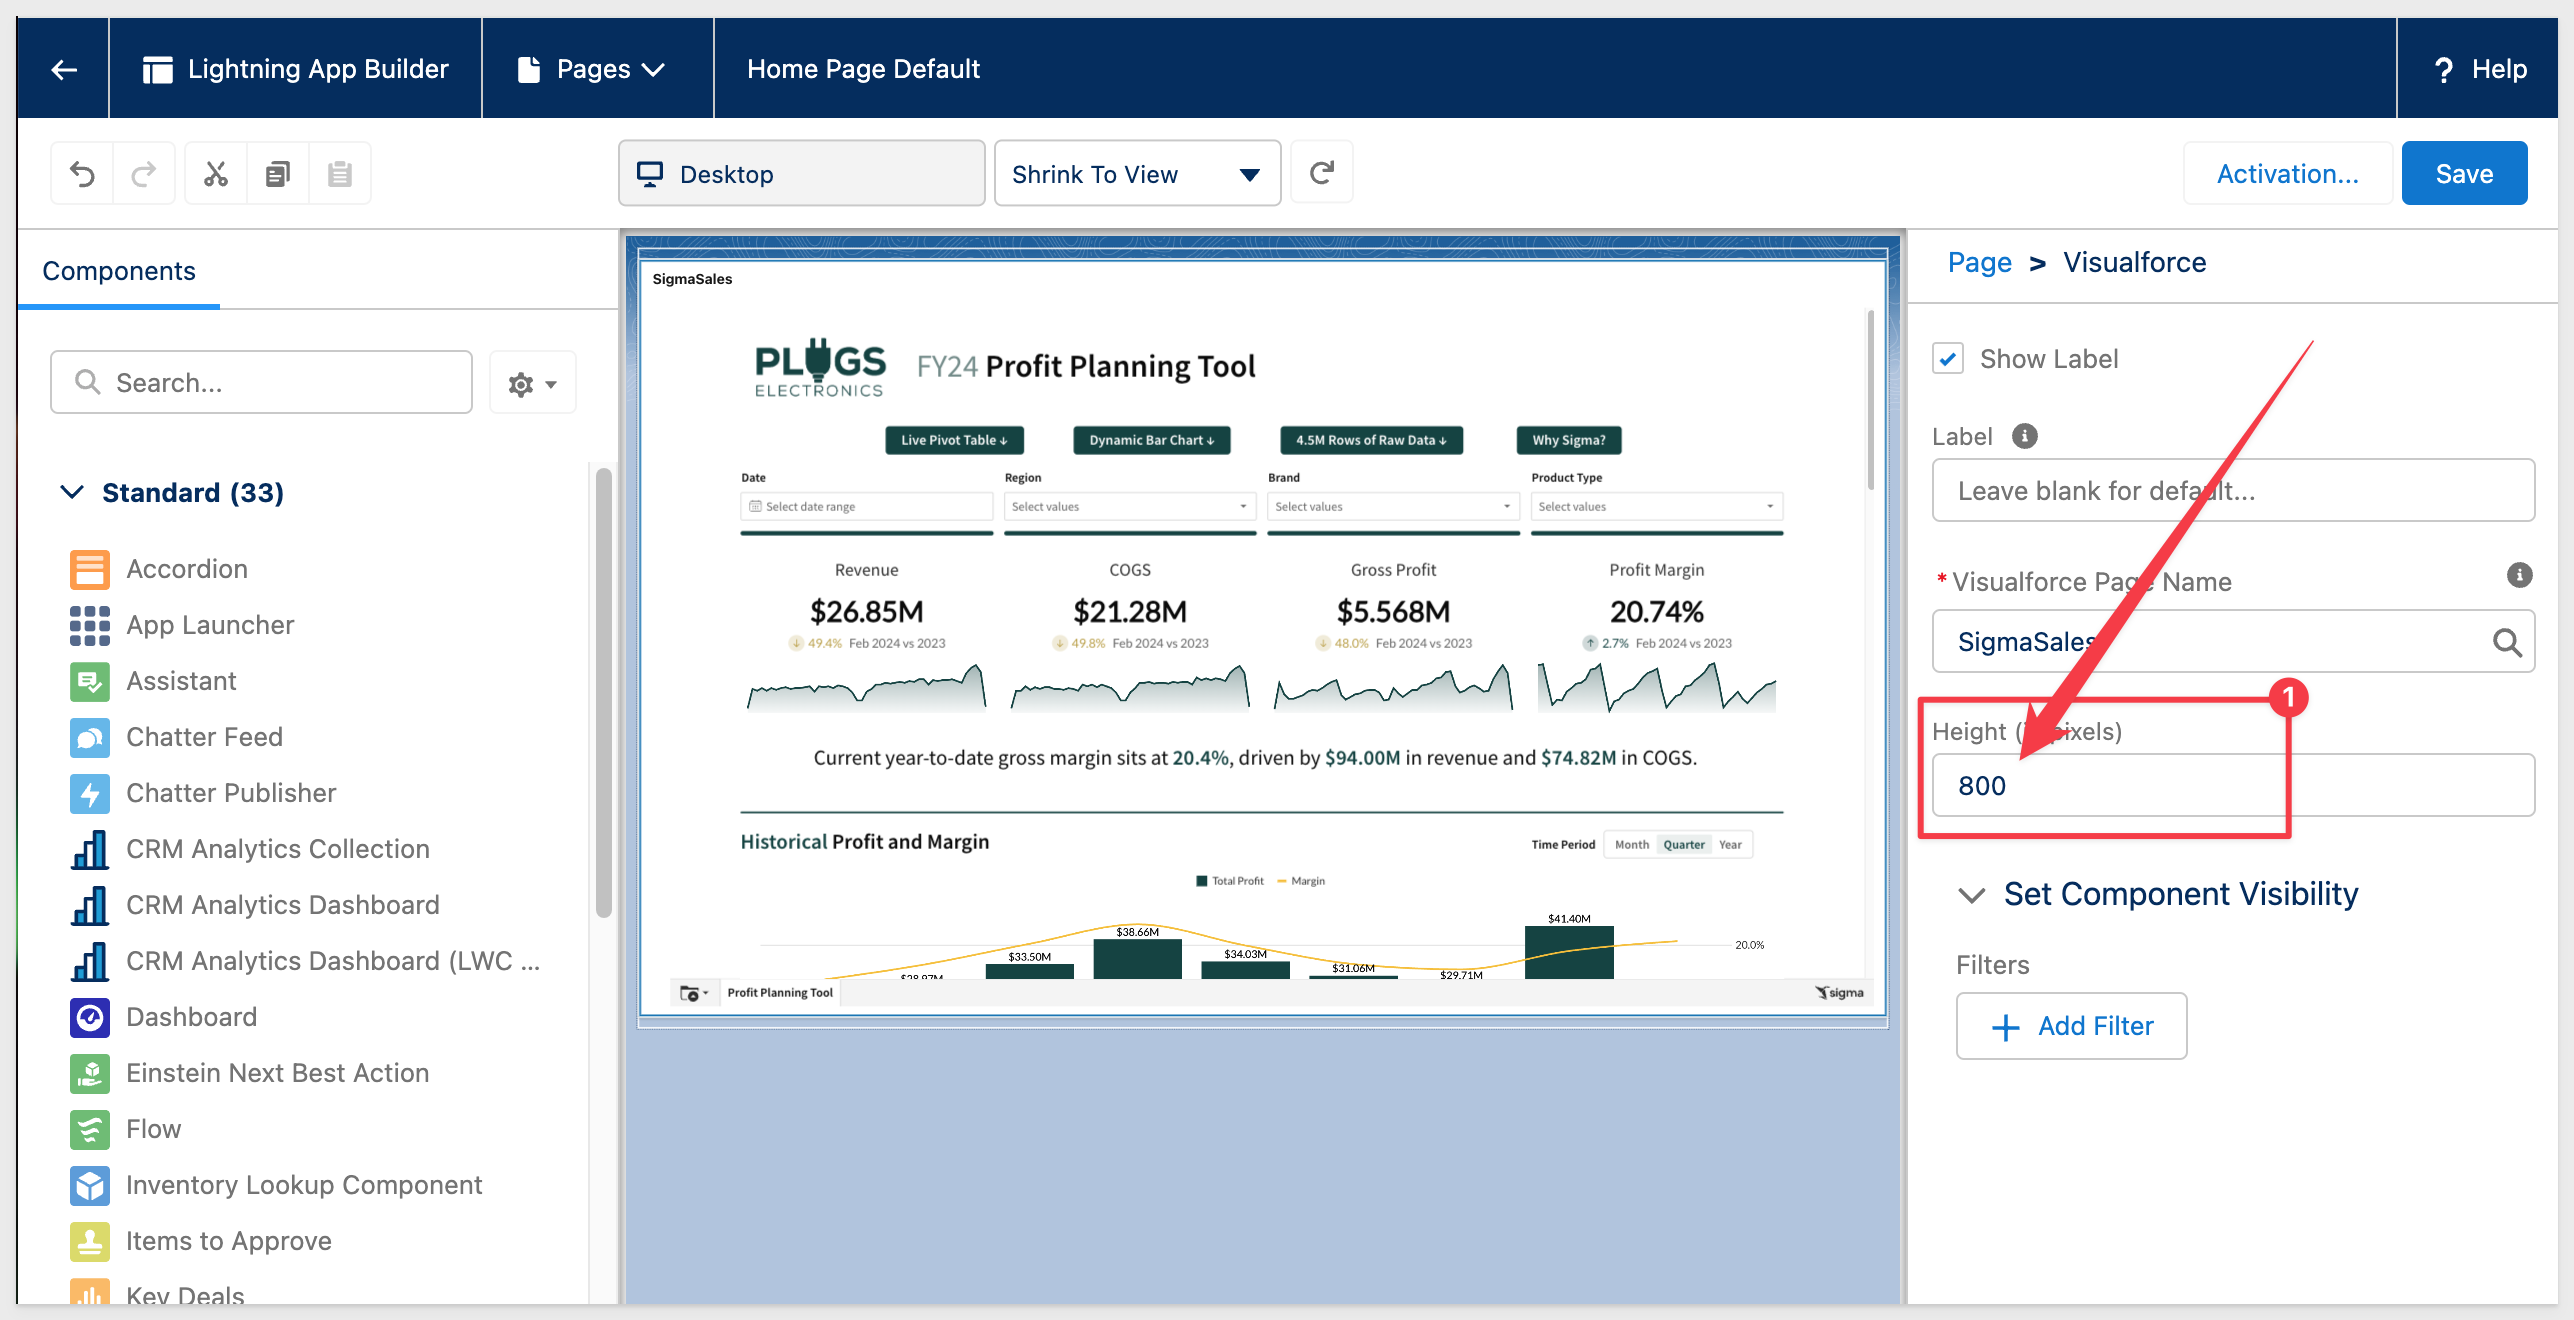 Lightning App Builder
Pages
Home Page Default
? Help
Desktop
Shrink To View
Activation...
Save
Components
Search...
Standard (33)
Accordion
App Launcher
Assistant
Chatter Feed
Chatter Publisher
CRM Analytics Collection
CRM Analytics Dashboard
CRM Analytics Dashboard (LWC ...
Dashboard
Einstein Next Best Action
Flow
Inventory Lookup Component
Items to Approve
Key Deals
SigmaSales
PLUGS
ELECTRONICS
FY24 Profit Planning Tool
Live Pivot Table ↓
Dynamic Bar Chart ↓
4.5M Rows of Raw Data ↓
Why Sigma?
Date
Region
Brand
Product Type
Select date range
Select values
Select values
Select values
Revenue
COGS
Gross Profit
Profit Margin
$26.85M
$21.28M
$5.568M
20.74%
↓ 49.4% Feb 2024 vs 2023
↓ 49.8% Feb 2024 vs 2023
↓ 48.0% Feb 2024 vs 2023
↑ 2.7% Feb 2024 vs 2023
Current year-to-date gross margin sits at 20.4%, driven by $94.00M in revenue and $74.82M in COGS.
Historical Profit and Margin
Time Period
Month Quarter Year
Total Profit
Margin
$41.40M
$38.66M
$33.50M
$34.03M
$31.06M
$29.71M
20.0%
Profit Planning Tool
sigma
Page > Visualforce
Show Label
Label
Leave blank for default...
* Visualforce Page Name
SigmaSales
1
Height (in pixels)
800
Set Component Visibility
Filters
+ Add Filter